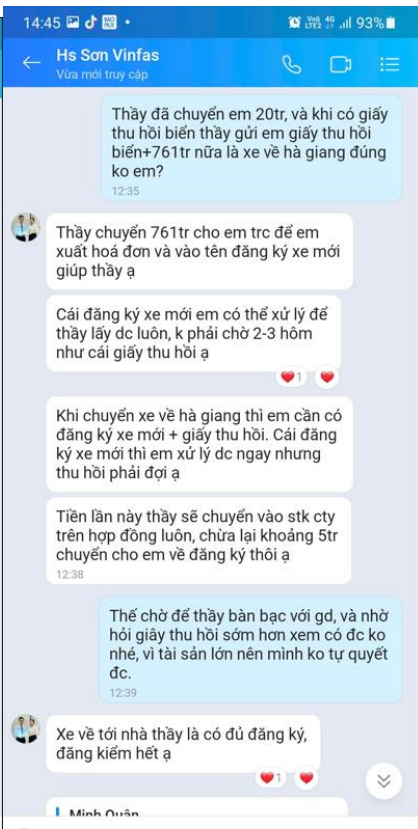 14:45
Vo) 4G
LTE2
93%
Hs Sơn Vinfas
Vừa mới truy cập
Thầy đã chuyển em 20tr, và khi có giấy
thu hồi biển thầy gửi em giấy thu hồi
biển+761tr nữa là xe về hà giang đúng
ko em?
12:35
Thầy chuyển 761tr cho em trc để em
xuất hoá đơn và vào tên đăng ký xe mới
giúp thầy ạ
Cái đăng ký xe mới em có thể xử lý để
thầy lấy dc luôn, k phải chờ 2-3 hôm
như cái giấy thu hồi ạ
1
Khi chuyển xe về hà giang thì em cần có
đăng ký xe mới + giấy thu hồi. Cái đăng
ký xe mới thì em xử lý dc ngay nhưng
thu hồi phải đợi ạ
Tiền lần này thầy sẽ chuyển vào stk cty
trên hợp đồng luôn, chừa lại khoảng 5tr
chuyển cho em về đăng ký thôi ạ
12:38
Thế chờ để thầy bàn bạc với gd, và nhờ
hỏi giây thu hồi sớm hơn xem có đc ko
nhé, vì tài sản lớn nên mình ko tự quyết
đc.
12:39
Xe về tới nhà thầy là có đủ đăng ký,
đăng kiểm hết ạ
1
Minh Quân